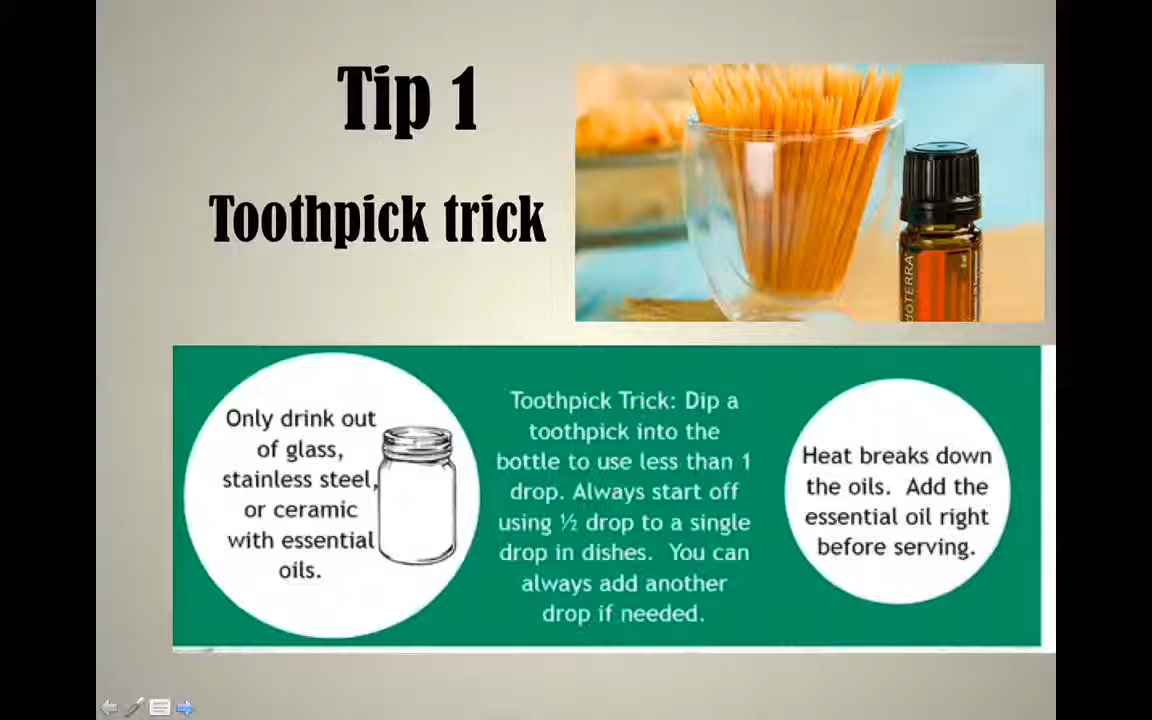 Tip 1
Toothpick trick
dōTERRA
Only drink out
of glass,
stainless steel,
or ceramic
with essential
oils.
Toothpick Trick: Dip a
toothpick into the
bottle to use less than 1
drop. Always start off
using ½ drop to a single
drop in dishes. You can
always add another
drop if needed.
Heat breaks down
the oils. Add the
essential oil right
before serving.